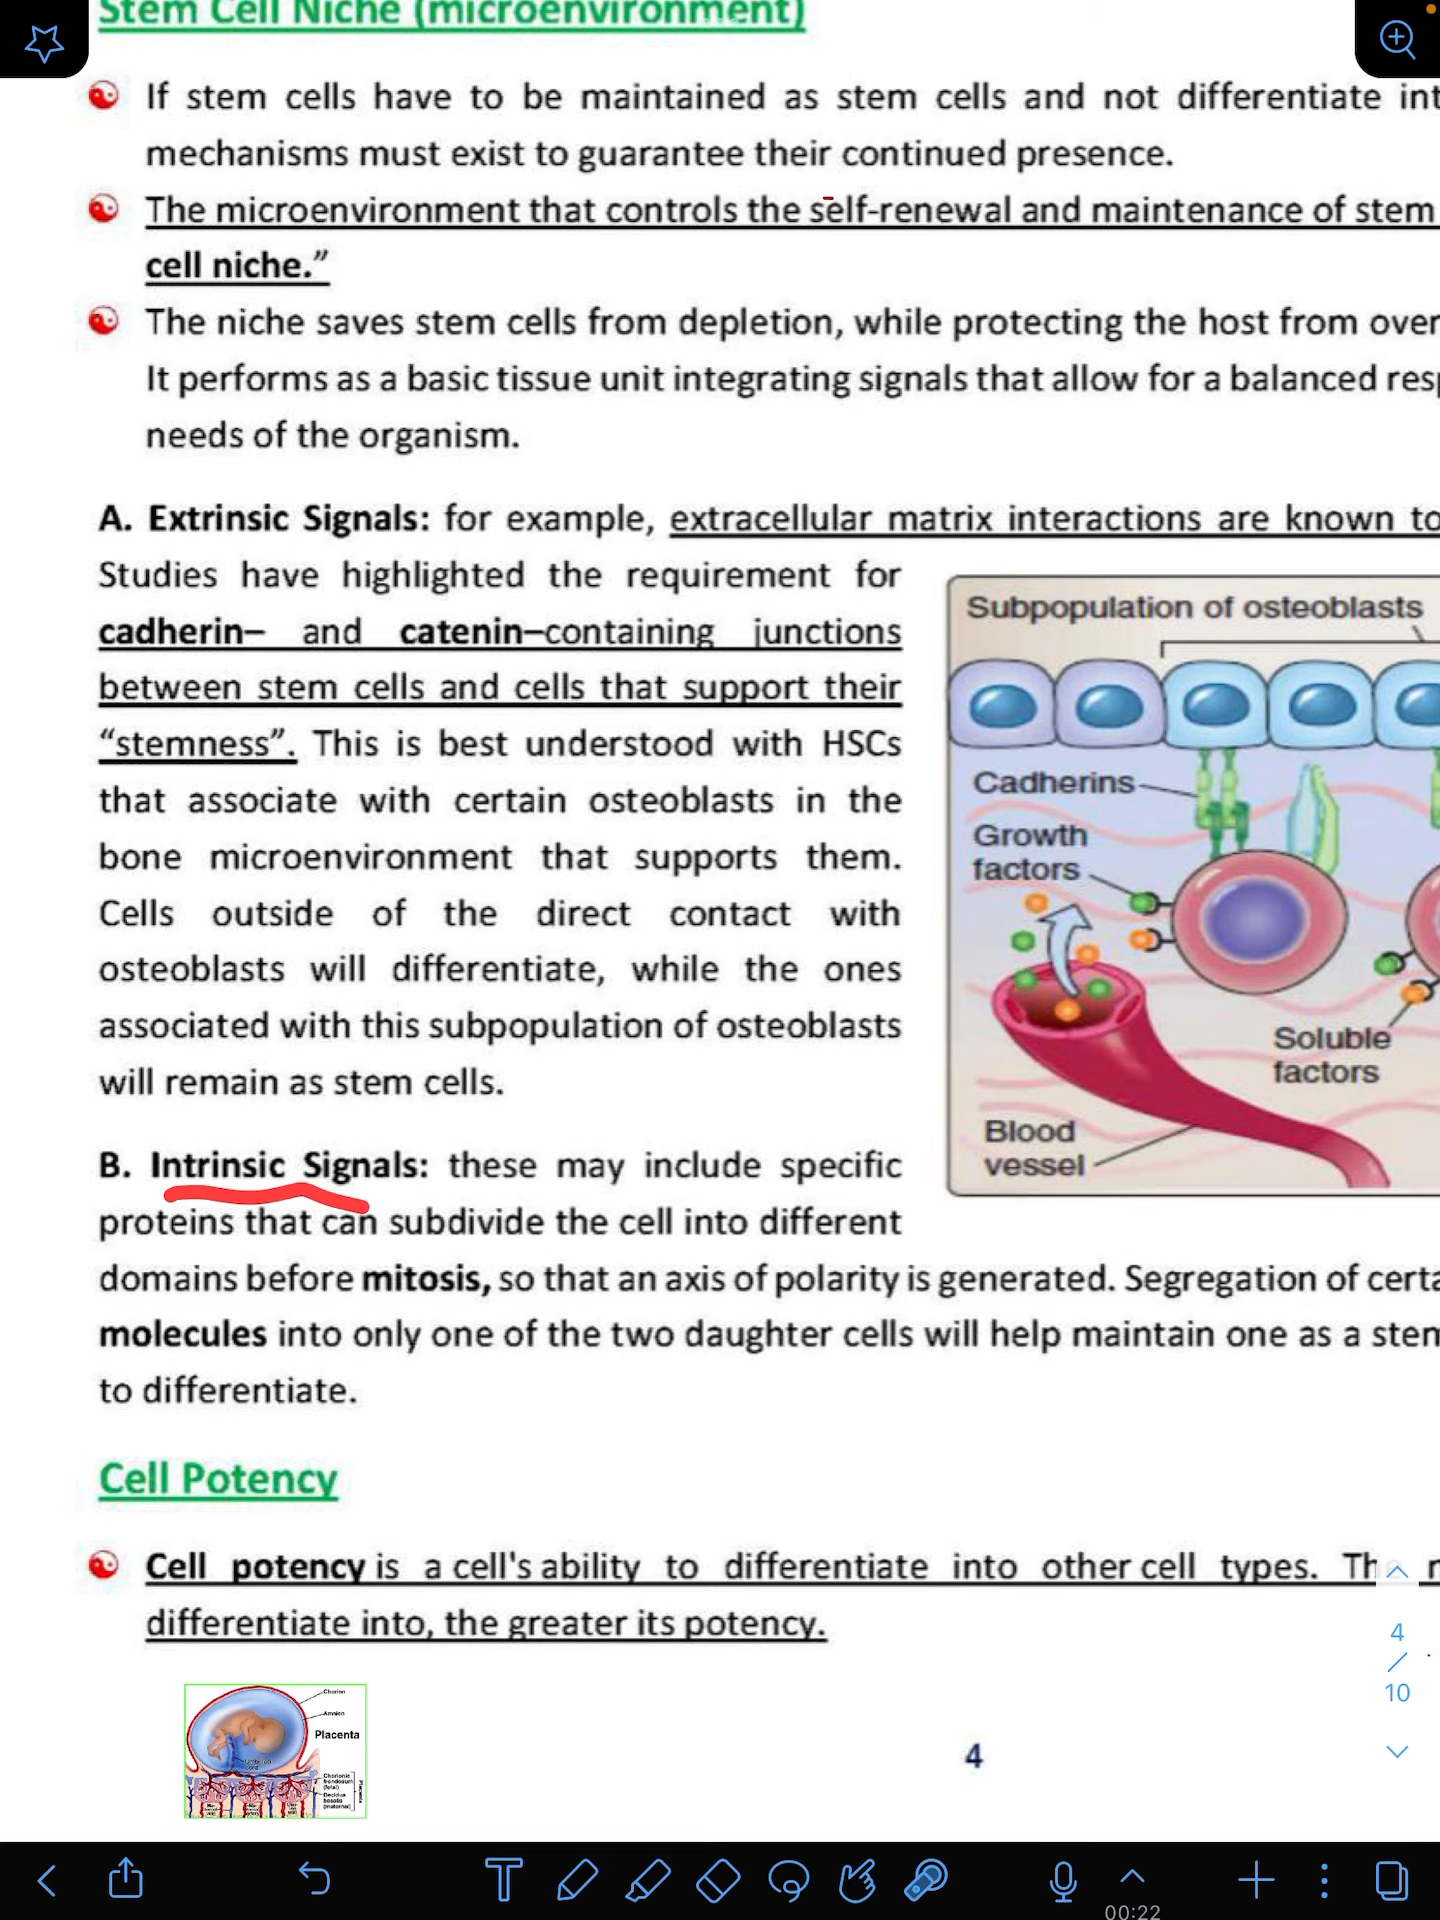 Stem Cell Niche (microenvironment)
If stem cells have to be maintained as stem cells and not differentiate
mechanisms must exist to guarantee their continued presence.
The microenvironment that controls the self-renewal and maintenance of stem
cell niche.”
The niche saves stem cells from depletion, while protecting the host from over
It performs as a basic tissue unit integrating signals that allow for a balanced
needs of the organism.
A. Extrinsic Signals: for example, extracellular matrix interactions are known to
Studies have highlighted the requirement for
cadherin– and catenin–containing junctions
between stem cells and cells that support their
“stemness”. This is best understood with HSCs
that associate with certain osteoblasts in the
bone microenvironment that supports them.
Cells outside of the direct contact with
osteoblasts will differentiate, while the ones
associated with this subpopulation of osteoblasts
will remain as stem cells.
Subpopulation of osteoblasts
Cadherins
Growth
factors
Soluble
factors
Blood
vessel
B. Intrinsic Signals: these may include specific
proteins that can subdivide the cell into different
domains before mitosis, so that an axis of polarity is generated. Segregation of
molecules into only one of the two daughter cells will help maintain one as a stem
to differentiate.
Cell Potency
Cell potency is a cell's ability to differentiate into other cell types.
differentiate into, the greater its potency.
4
/
10
Chorion
Amnion
Placenta
4
T
00:22